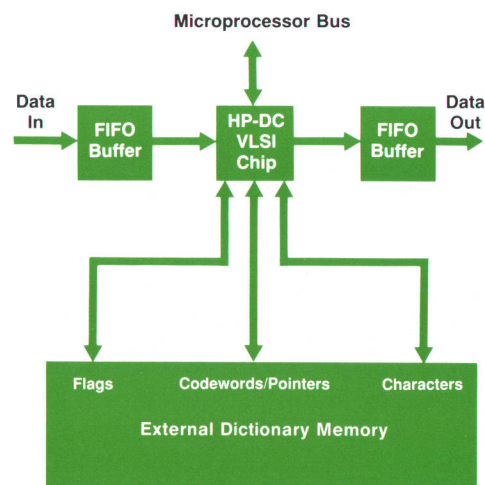 Microprocessor Bus
Data
In
FIFO
Buffer
HP-DC
VLSI
Chip
FIFO
Buffer
Data
Out
Flags
Codewords/Pointers
Characters
External Dictionary Memory